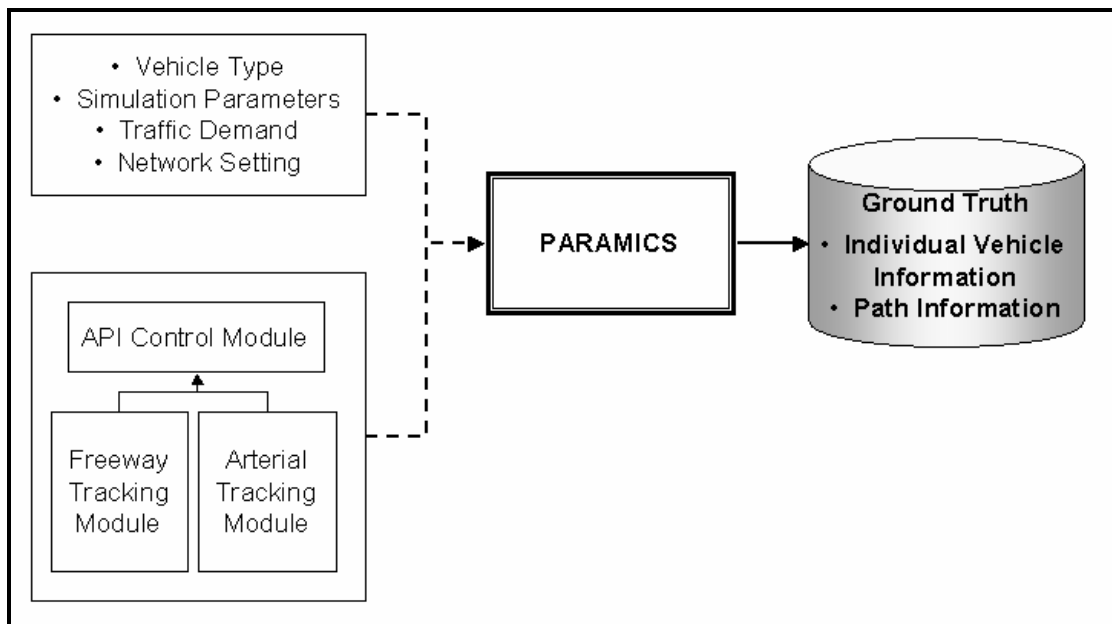 • Vehicle Type
• Simulation Parameters
• Traffic Demand
• Network Setting
API Control Module
Freeway
Tracking
Module
Arterial
Tracking
Module
PARAMICS
Ground Truth
• Individual Vehicle
Information
• Path Information